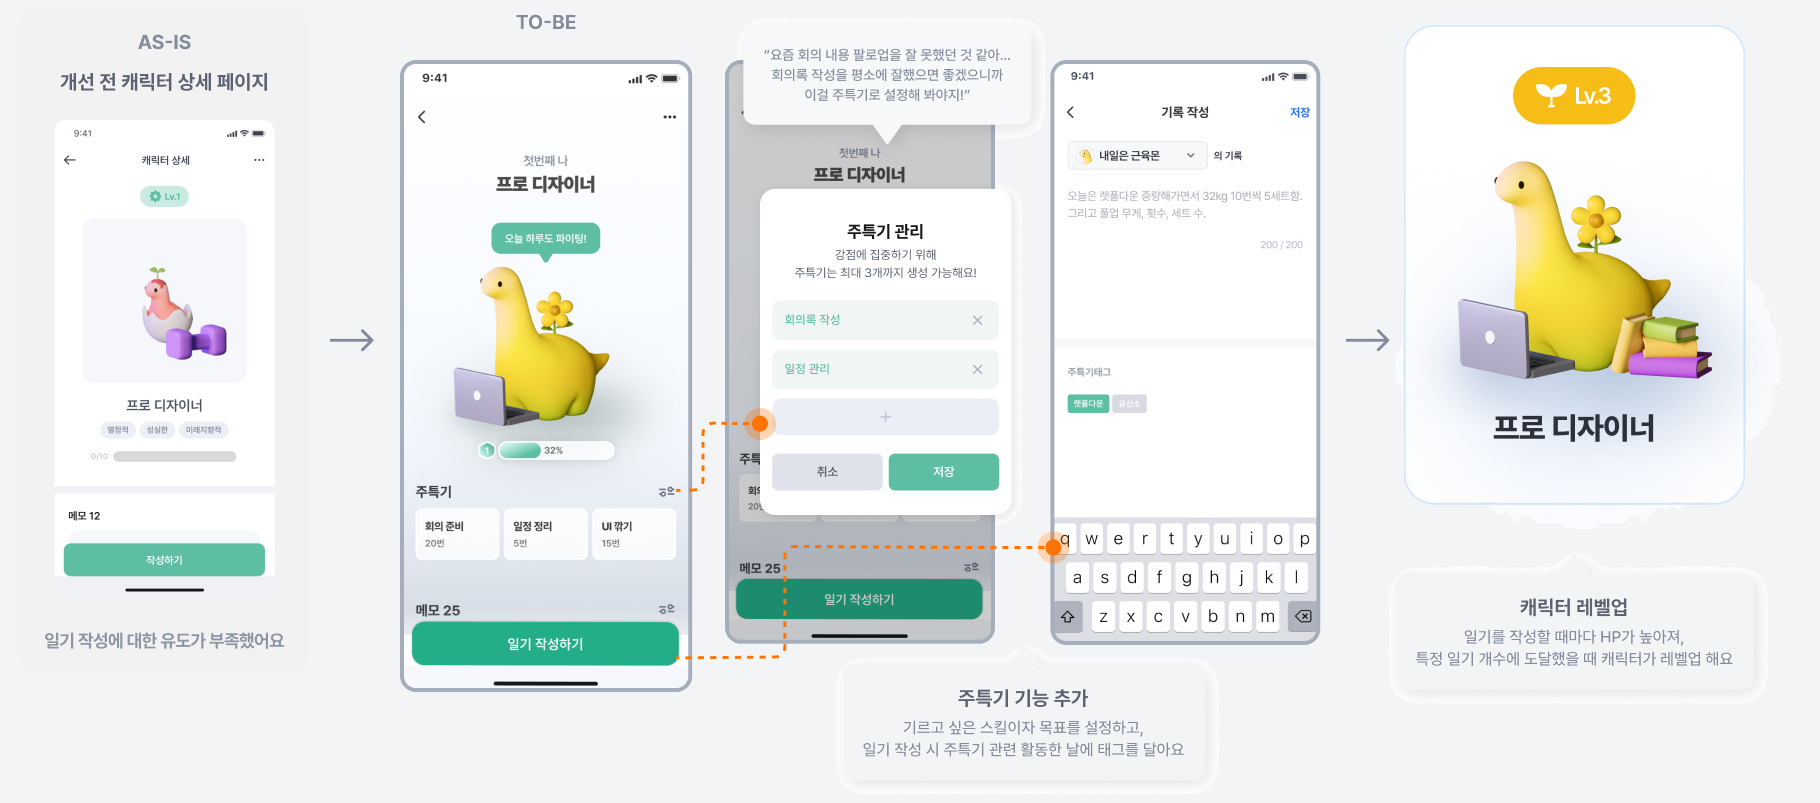 AS-IS
개선 전 캐릭터 상세 페이지
9:41
캐릭터 상세
Lv.1
프로 디자이너
열정적
성실한
미래지향적
0/10
메모 12
작성하기
일기 작성에 대한 유도가 부족했어요
TO-BE
9:41
첫번째 나
프로 디자이너
오늘 하루도 파이팅!
1
32%
주특기
회의 준비
20번
일정 정리
5번
UI 깎기
15번
메모 25
일기 작성하기
"요즘 회의 내용 팔로업을 잘 못했던 것 같아...
회의록 작성을 평소에 잘했으면 좋겠으니까
이걸 주특기로 설정해 봐야지!"
첫번째 나
프로 디자이너
주특기 관리
강점에 집중하기 위해
주특기는 최대 3개까지 생성 가능해요!
회의록 작성
일정 관리
+
취소
저장
주특
회의
20번
메모 25
일기 작성하기
주특기 기능 추가
기르고 싶은 스킬이자 목표를 설정하고,
일기 작성 시 주특기 관련 활동한 날에 태그를 달아요
9:41
기록 작성
저장
내일은 근육몬
의 기록
오늘은 렛풀다운 증량해가면서 32kg 10번씩 5세트함.
그리고 풀업 무게, 횟수, 세트 수.
200 / 200
주특기태그
렛풀다운
유산소
q w e r t y u i o p
a s d f g h j k l
z x c v b n m
Lv.3
프로 디자이너
캐릭터 레벨업
일기를 작성할 때마다 HP가 높아져,
특정 일기 개수에 도달했을 때 캐릭터가 레벨업 해요